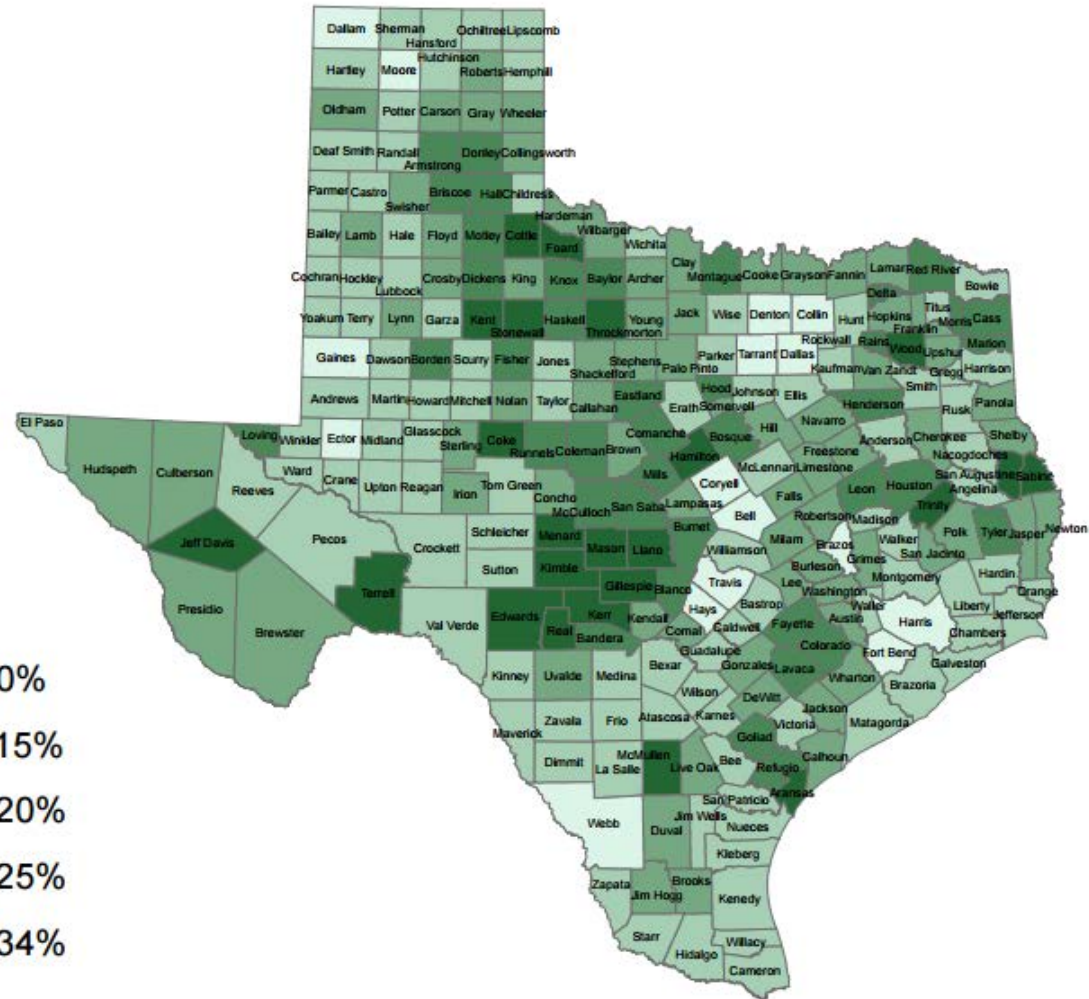 Dallam Sherman Ochiltree Lipscomb
Hansford
Hutchinson
Hartley Moore Roberts Hemphill
Oldham Potter Carson Gray Wheeler
Deaf Smith Randall Donley Collingsworth
Armstrong
Parmer Castro Briscoe Hall Childress
Swisher
Hardeman
Bailey Lamb Hale Floyd Motley Cottle Wilbarger
Foard Wichita
Clay
Cochran Hockley Crosby Dickens King Knox Baylor Archer Montague Cooke Grayson Fannin Lamar Red River
Lubbock Bowie
Delta
Yoakum Terry Lynn Garza Kent Haskell Young Jack Wise Denton Collin Hunt Hopkins Titus Cass
Stonewall Throckmorton Franklin Morris
Rockwall Rains Wood Marion
Gaines Dawson Borden Scurry Fisher Jones Stephens Parker Tarrant Dallas Upshur
Shackelford Palo Pinto Kaufman Van Zandt Gregg Harrison
Andrews Martin Howard Mitchell Nolan Taylor Callahan Eastland Hood Johnson Ellis Smith
Erath Somervell Henderson Rusk Panola
El Paso Loving Winkler Ector Midland Glasscock Comanche Bosque Hill Navarro Anderson Cherokee Shelby
Sterling Coke Runnels Coleman Brown Hamilton Freestone Nacogdoches
Hudspeth Culberson Ward Mills McLennan Limestone San Augustine Sabine
Reeves Crane Upton Reagan Irion Tom Green Coryell Leon Houston Angelina
Concho San Saba Lampasas Falls Trinity
McCulloch Bell Robertson Madison
Jeff Davis Pecos Crockett Schleicher Menard Mason Llano Burnet Milam Brazos Walker Polk Tyler Jasper Newton
Williamson Grimes San Jacinto
Sutton Kimble Burleson Montgomery Hardin
Terrell Gillespie Blanco Travis Lee Washington Orange
Presidio Hays Bastrop Waller Liberty Jefferson
Brewster Val Verde Edwards Kerr Kendall Caldwell Fayette Austin Harris
Real Bandera Comal Colorado Chambers
Guadalupe Fort Bend
0% Kinney Uvalde Medina Bexar Gonzales Lavaca Wharton Galveston
Wilson Brazoria
DeWitt
15% Maverick Zavala Frio Atascosa Karnes Victoria Jackson Matagorda
Goliad
Dimmit La Salle McMullen Live Oak Bee Refugio Calhoun
Aransas
20% Webb San Patricio
Duval Jim Wells Nueces
Kleberg
25% Zapata Jim Hogg Brooks Kenedy
34% Starr Hidalgo Willacy
Cameron